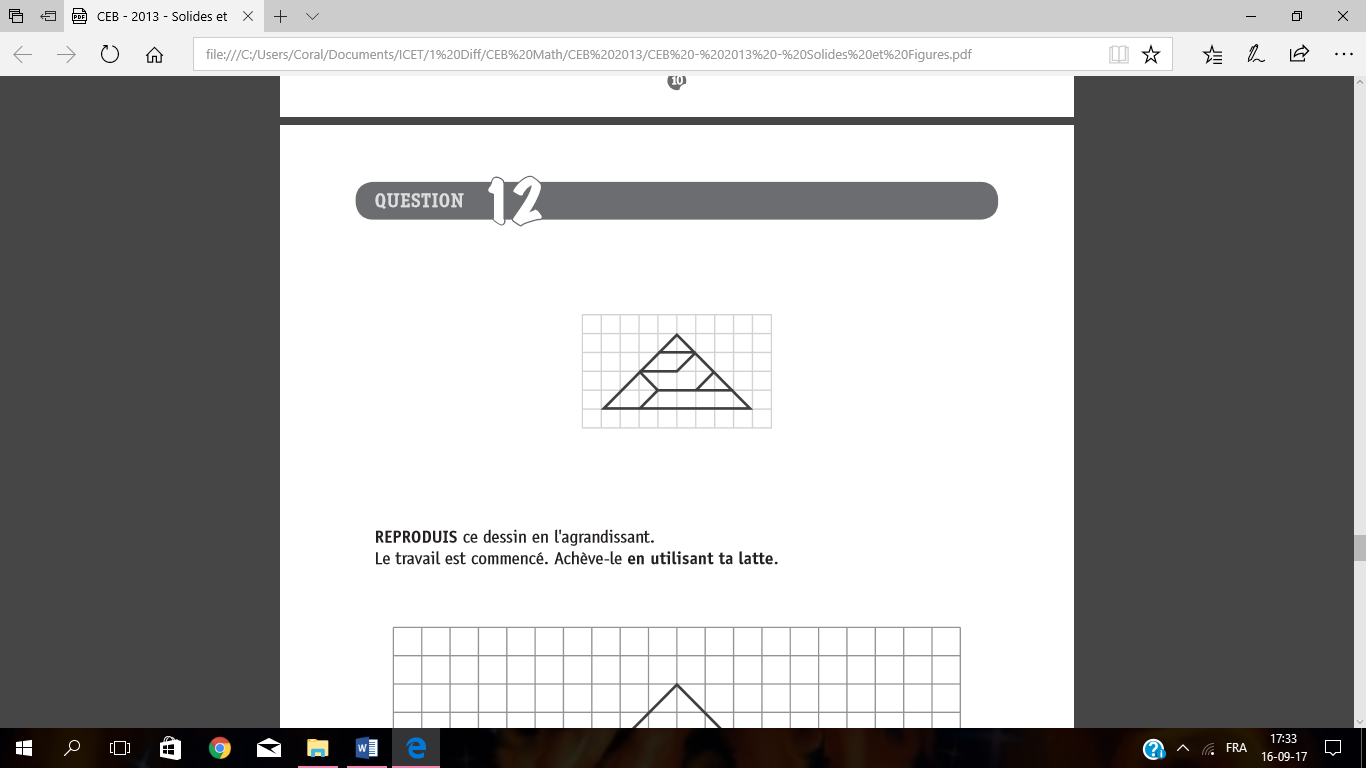 CEB - 2013 - Solides et
file:///C:/Users/Coral/Documents/ICET/1%20Diff/CEB%20Math/CEB%202013/CEB%20-%202013%20-%20Solides%20et%20Figures.pdf
10
QUESTION 12
REPRODUIS ce dessin en l'agrandissant.
Le travail est commencé. Achève-le en utilisant ta latte.
FRA
17:33
16-09-17